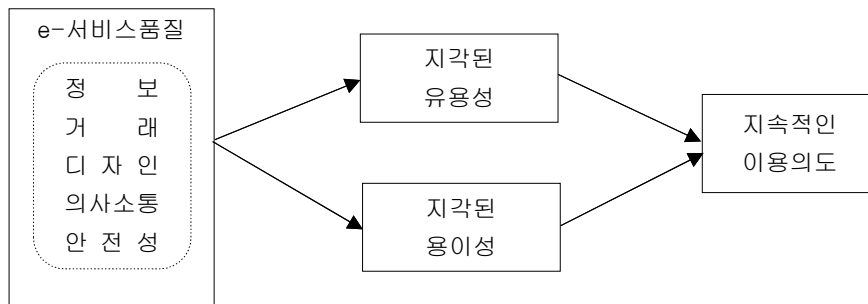 e-서비스품질
정 보
거 래
디 자 인
의사소통
안 전 성
지각된
유용성
지각된
용이성
지속적인
이용의도